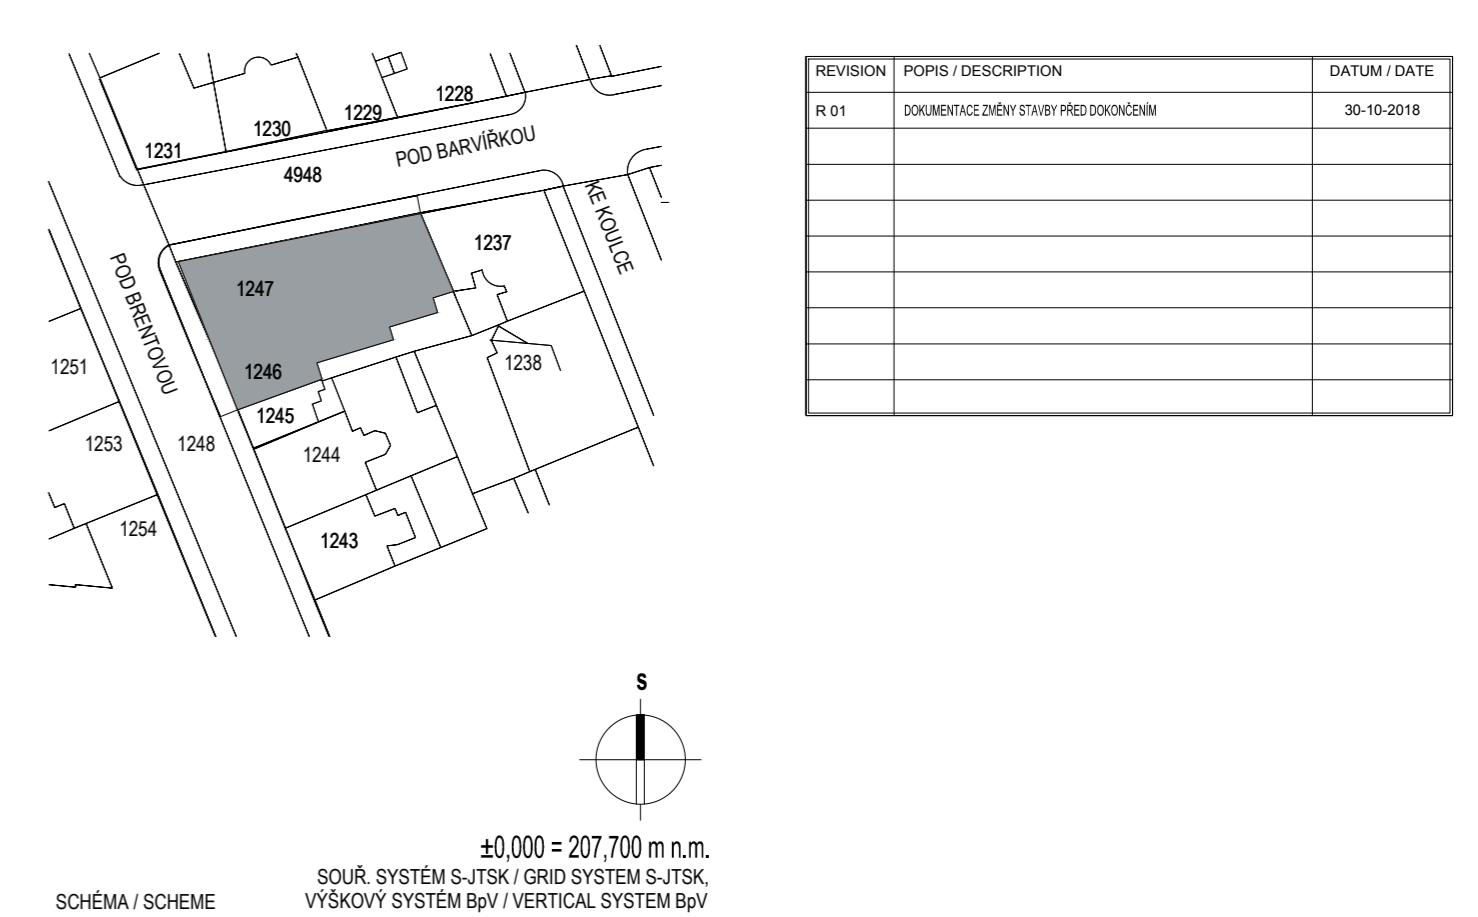 REVISION POPIS / DESCRIPTION DATUM / DATE
R 01 DOKUMENTACE ZMĚNY STAVBY PŘED DOKONČENÍM 30-10-2018
1228
1229
1230
1231
POD BARVÍŘKOU
4948
KE KOULCE
1237
POD BRENTOVOU
1247
1246
1251
1238
1245
1253
1248
1244
1254
1243
S
±0,000 = 207,700 m n.m.
SOUŘ. SYSTÉM S-JTSK / GRID SYSTEM S-JTSK,
SCHÉMA / SCHEME
VÝŠKOVÝ SYSTÉM BpV / VERTICAL SYSTEM BpV